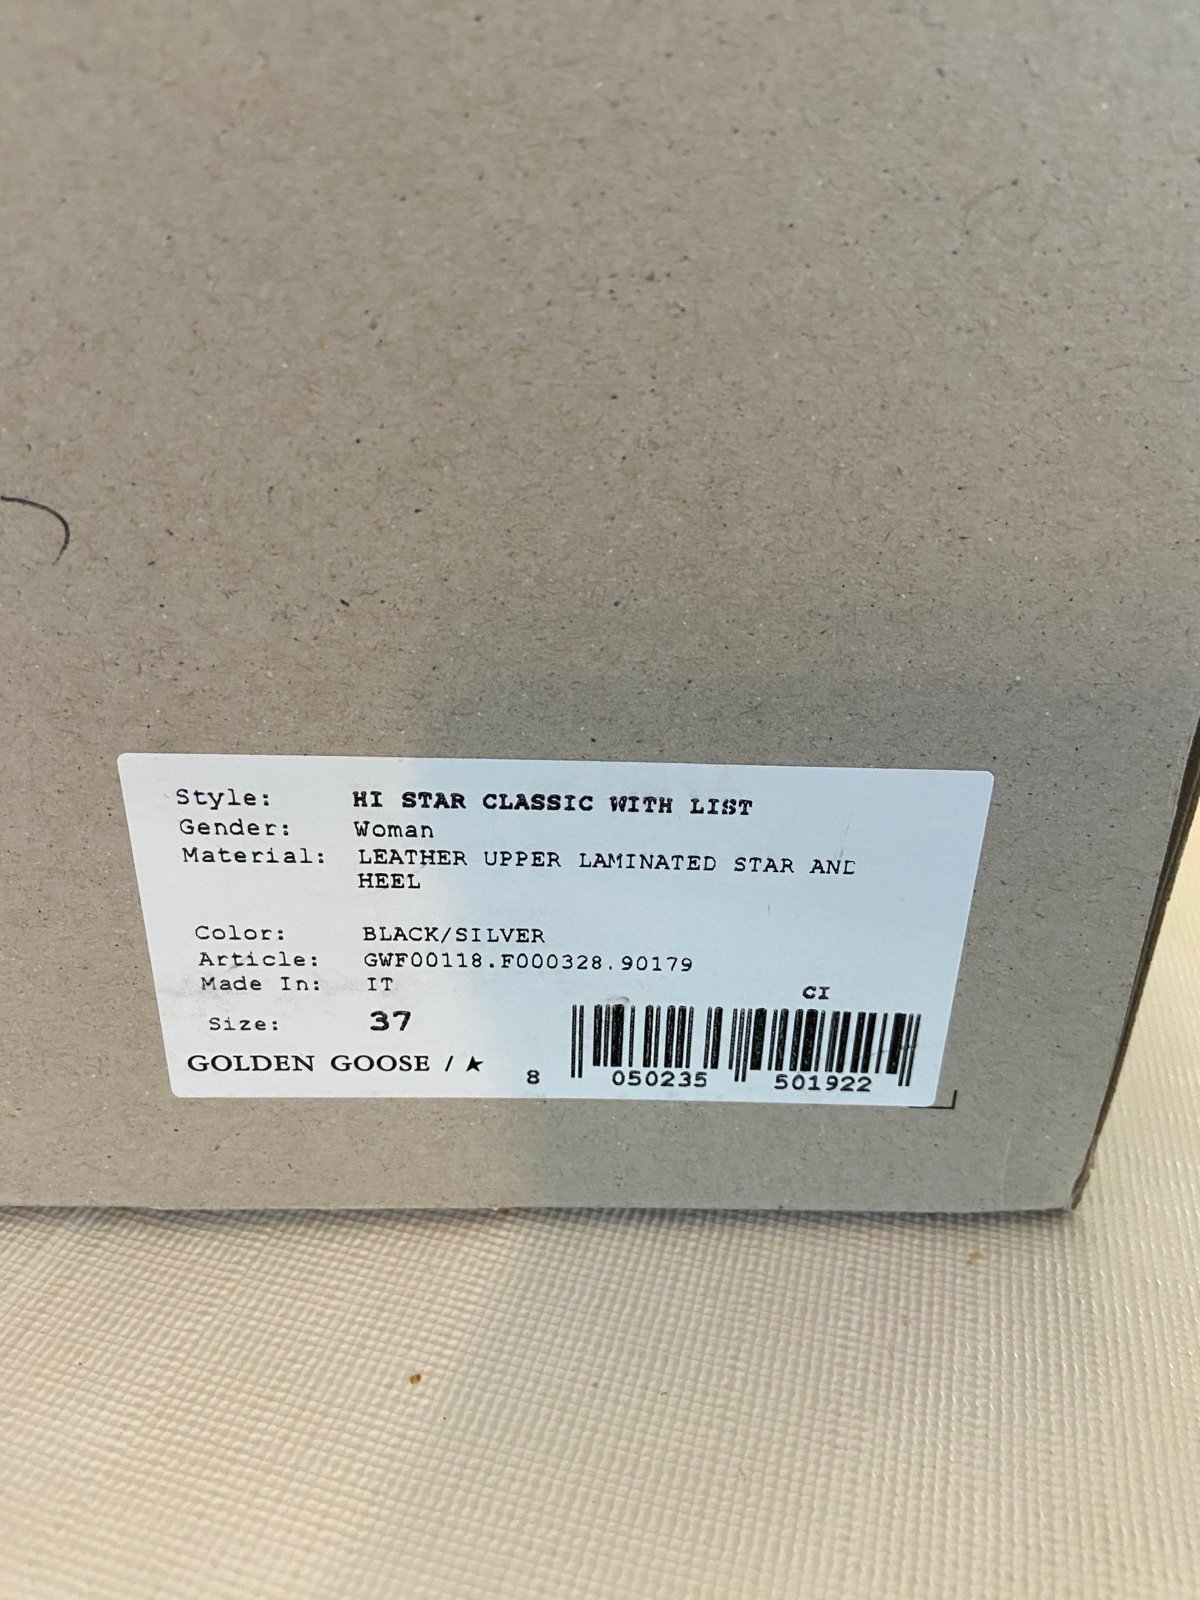 Style: HI STAR CLASSIC WITH LIST
Gender: Woman
Material: LEATHER UPPER LAMINATED STAR AND
HEEL
Color: BLACK/SILVER
Article: GWF00118.F000328.90179
Made In: IT
CI
Size: 37
GOLDEN GOOSE / ★
8 050235 501922